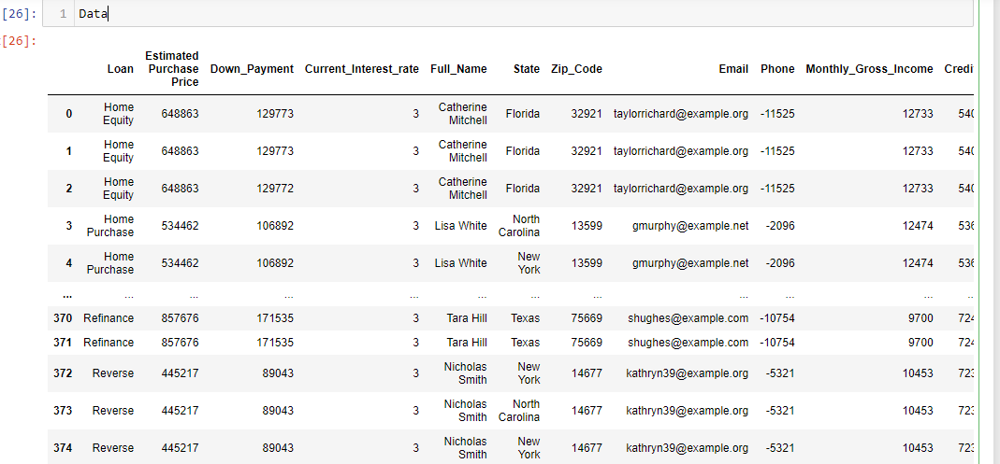 [26]: 1 Data
[26]:
Loan Estimated Purchase Price Down_Payment Current_Interest_rate Full_Name State Zip_Code Email Phone Monthly_Gross_Income Credi
0 Home Equity 648863 129773 3 Catherine Mitchell Florida 32921 taylorrichard@example.org -11525 12733 540
1 Home Equity 648863 129773 3 Catherine Mitchell Florida 32921 taylorrichard@example.org -11525 12733 540
2 Home Equity 648863 129772 3 Catherine Mitchell Florida 32921 taylorrichard@example.org -11525 12733 540
3 Home Purchase 534462 106892 3 Lisa White North Carolina 13599 gmurphy@example.net -2096 12474 536
4 Home Purchase 534462 106892 3 Lisa White New York 13599 gmurphy@example.net -2096 12474 536
... ... ... ... ... ... ... ... ... ... ... ...
370 Refinance 857676 171535 3 Tara Hill Texas 75669 shughes@example.com -10754 9700 724
371 Refinance 857676 171535 3 Tara Hill Texas 75669 shughes@example.com -10754 9700 724
372 Reverse 445217 89043 3 Nicholas Smith New York 14677 kathryn39@example.org -5321 10453 723
373 Reverse 445217 89043 3 Nicholas Smith North Carolina 14677 kathryn39@example.org -5321 10453 723
374 Reverse 445217 89043 3 Nicholas Smith New York 14677 kathryn39@example.org -5321 10453 723